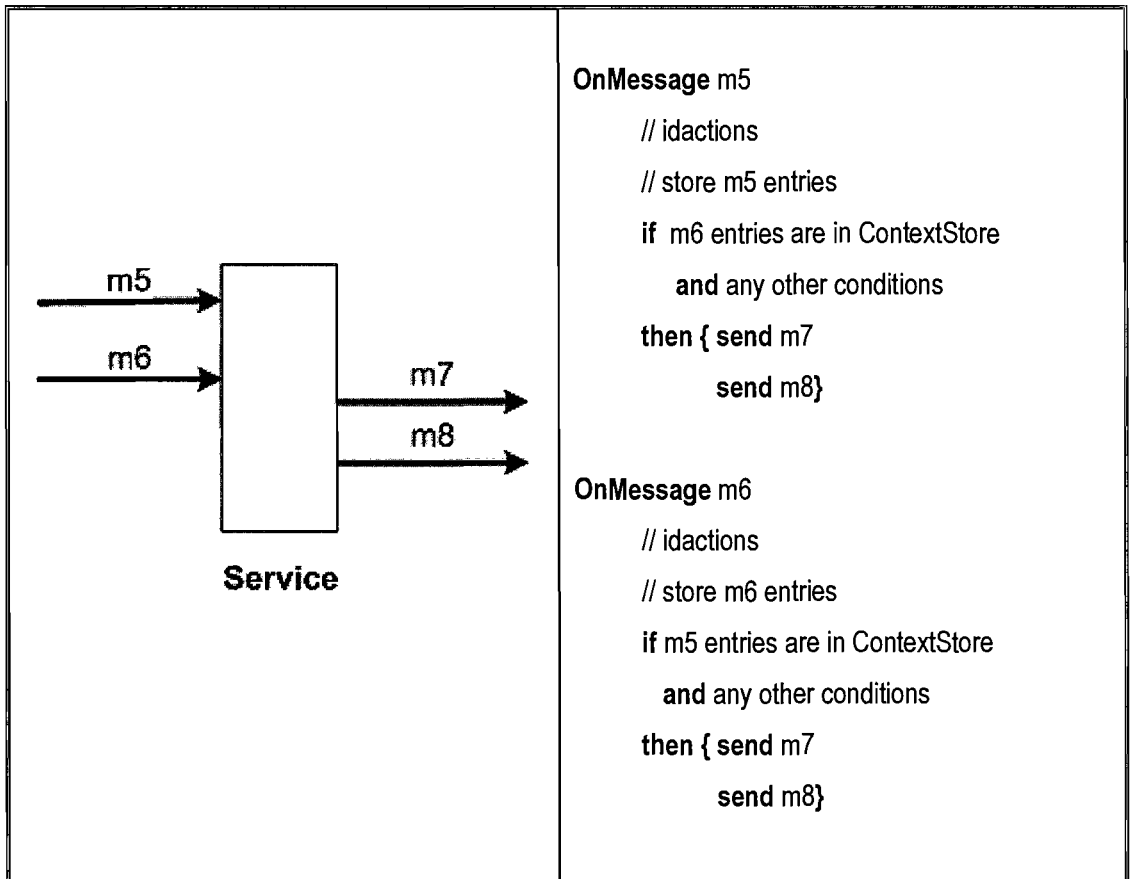 m5
m6
m7
m8
Service
OnMessage m5
// idactions
// store m5 entries
if m6 entries are in ContextStore
and any other conditions
then { send m7
send m8}
OnMessage m6
// idactions
// store m6 entries
if m5 entries are in ContextStore
and any other conditions
then { send m7
send m8}